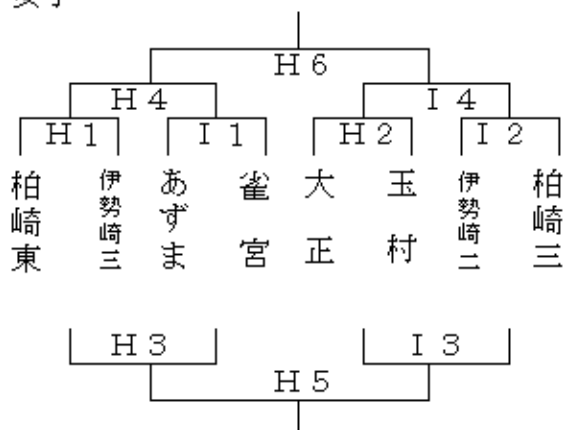 女子
H6
H4 I4
H1 I1 H2 I2
柏崎東 伊勢崎三 あずま 雀宮 大正 玉村 伊勢崎二 柏崎三
H3 I3
H5